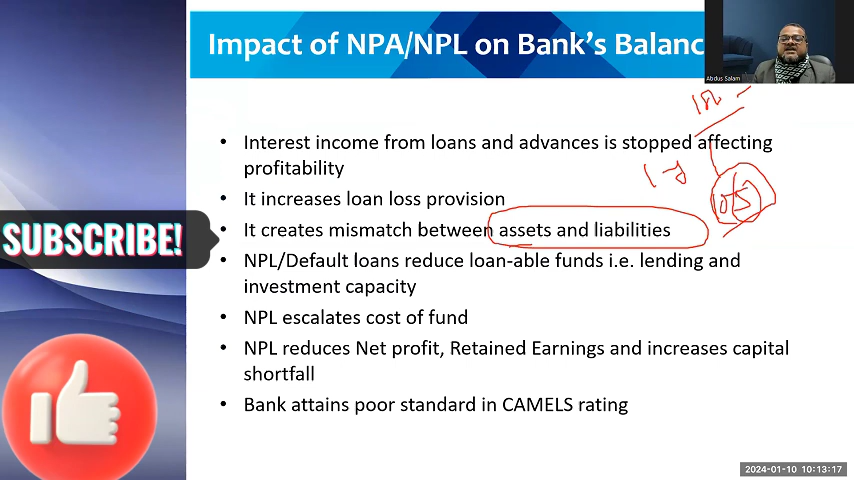 Impact of NPA/NPL on Bank's Balanc
Abdus Salam
• Interest income from loans and advances is stopped affecting
profitability
• It increases loan loss provision
• It creates mismatch between assets and liabilities
SUBSCRIBE!
• NPL/Default loans reduce loan-able funds i.e. lending and
investment capacity
• NPL escalates cost of fund
• NPL reduces Net profit, Retained Earnings and increases capital
shortfall
• Bank attains poor standard in CAMELS rating
2024-01-10 10:13:17